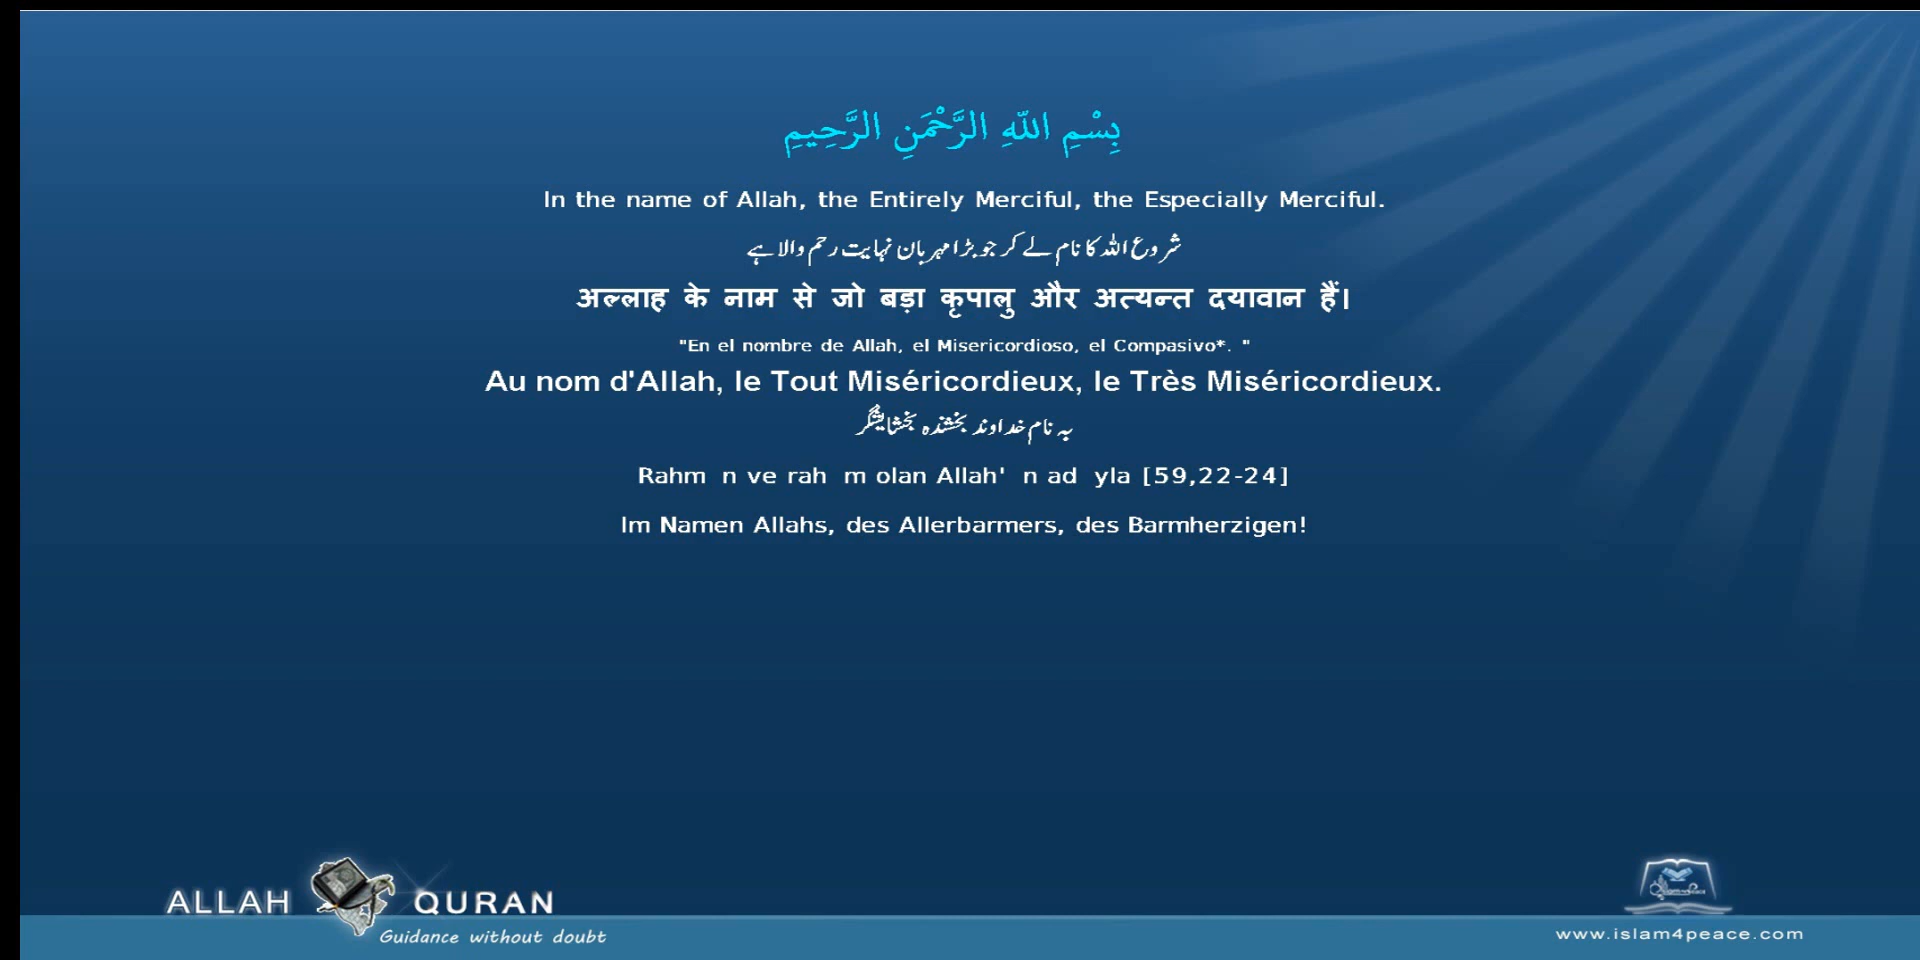 بِسْمِ اللَّهِ الرَّحْمَنِ الرَّحِيمِ
In the name of Allah, the Entirely Merciful, the Especially Merciful.
شروع الله کا نام لے کر جو بڑا مہربان نہایت رحم والا ہے
अल्लाह के नाम से जो बड़ा कृपालु और अत्यन्त दयावान हैं।
"En el nombre de Allah, el Misericordioso, el Compasivo*. "
Au nom d'Allah, le Tout Miséricordieux, le Très Miséricordieux.
به نام خداوند بخشنده بخشایشگر
Rahm n ve rah m olan Allah' n ad yla [59,22-24]
Im Namen Allahs, des Allerbarmers, des Barmherzigen!
ALLAH QURAN
Guidance without doubt
www.islam4peace.com